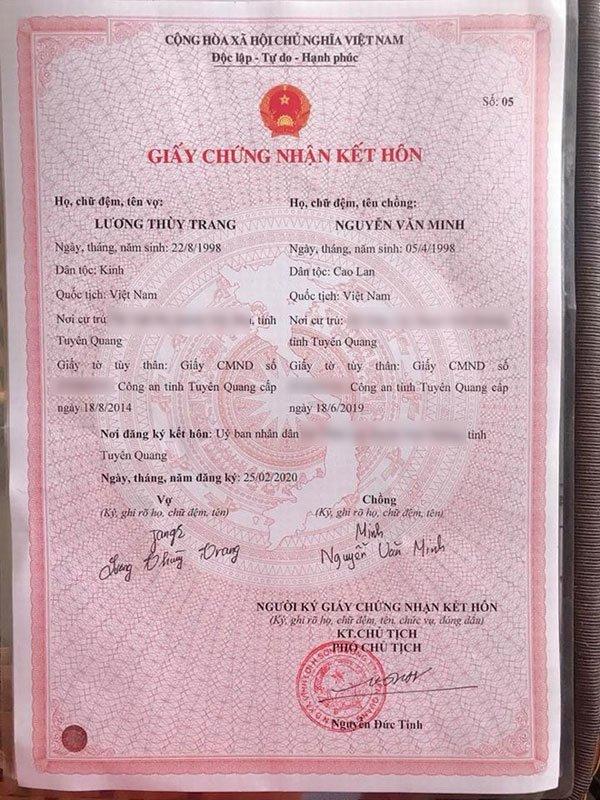 CỘNG HÒA XÃ HỘI CHỦ NGHĨA VIỆT NAM
Độc lập - Tự do - Hạnh phúc
Số: 05
GIẤY CHỨNG NHẬN KẾT HÔN
Họ, chữ đệm, tên vợ:
LƯƠNG THÙY TRANG
Ngày, tháng, năm sinh: 22/8/1998
Dân tộc: Kinh
Quốc tịch: Việt Nam
Nơi cư trú , tỉnh
Tuyên Quang
Giấy tờ tùy thân: Giấy CMND số
Công an tỉnh Tuyên Quang cấp
ngày 18/8/2014
Họ, chữ đệm, tên chồng:
NGUYỄN VĂN MINH
Ngày, tháng, năm sinh: 05/4/1998
Dân tộc: Cao Lan
Quốc tịch: Việt Nam
Nơi cư trú:
tỉnh Tuyên Quang
Giấy tờ tùy thân: Giấy CMND số
Công an tỉnh Tuyên Quang cấp
ngày 18/6/2019
Nơi đăng ký kết hôn: Uỷ ban nhân dân tỉnh
Tuyên Quang
Ngày, tháng, năm đăng ký: 25/02/2020
Vợ
(Ký, ghi rõ họ, chữ đệm, tên)
Lương Thùy Trang
Chồng
(Ký, ghi rõ họ, chữ đệm, tên)
Minh
Nguyễn Văn Minh
NGƯỜI KÝ GIẤY CHỨNG NHẬN KẾT HÔN
(Ký, ghi rõ họ, chữ đệm, tên, chức vụ, đóng dấu)
KT.CHỦ TỊCH
PHÓ CHỦ TỊCH
Nguyễn Đức Tỉnh